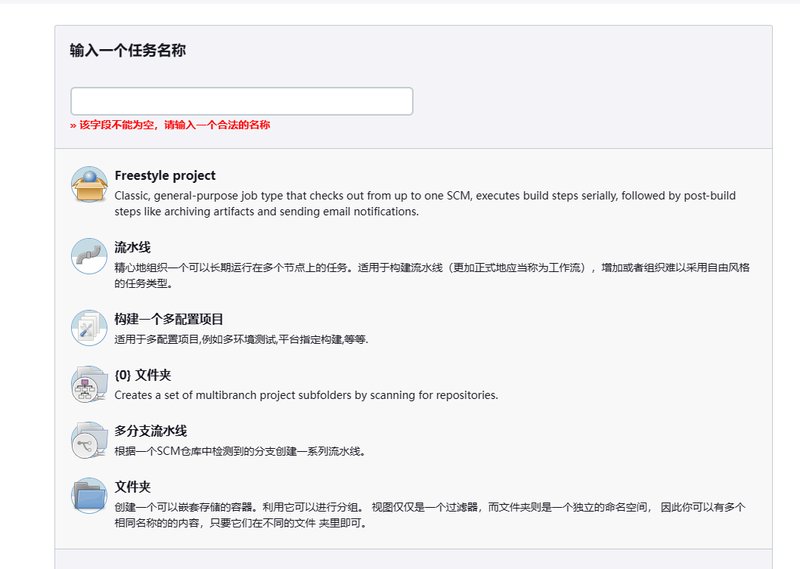 输入一个任务名称
» 该字段不能为空，请输入一个合法的名称
Freestyle project
Classic, general-purpose job type that checks out from up to one SCM, executes build steps serially, followed by post-build
steps like archiving artifacts and sending email notifications.
流水线
精心地组织一个可以长期运行在多个节点上的任务。适用于构建流水线（更加正式地应当称为工作流），增加或者组织难以采用自由风格
的任务类型。
构建一个多配置项目
适用于多配置项目,例如多环境测试,平台指定构建,等等.
{0} 文件夹
Creates a set of multibranch project subfolders by scanning for repositories.
多分支流水线
根据一个SCM仓库中检测到的分支创建一系列流水线。
文件夹
创建一个可以嵌套存储的容器。利用它可以进行分组。 视图仅仅是一个过滤器，而文件夹则是一个独立的命名空间， 因此你可以有多个
相同名称的的内容，只要它们在不同的文件 夹里即可。